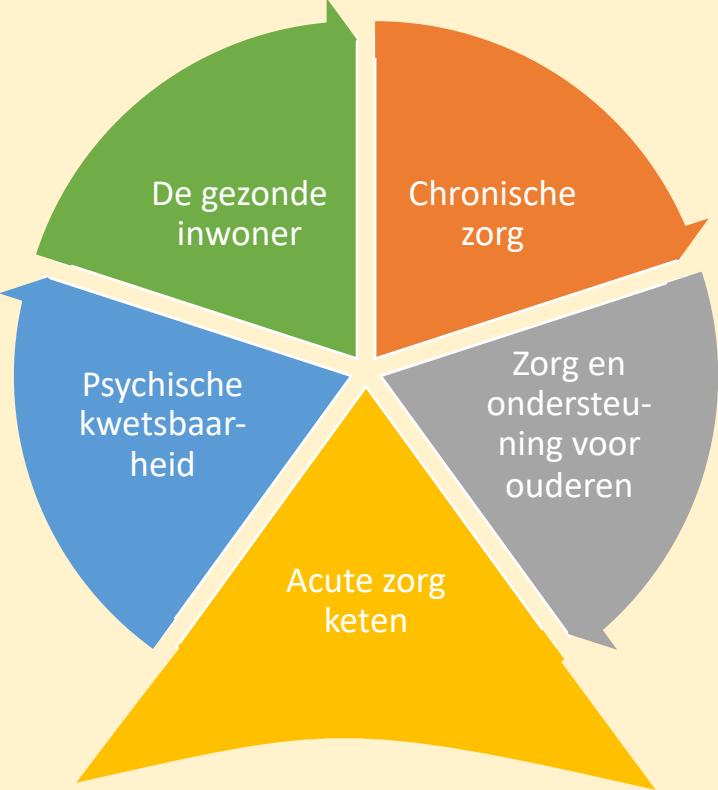 De gezonde
inwoner
Chronische
zorg
Zorg en
ondersteu-
ning voor
ouderen
Acute zorg
keten
Psychische
kwetsbaar-
heid